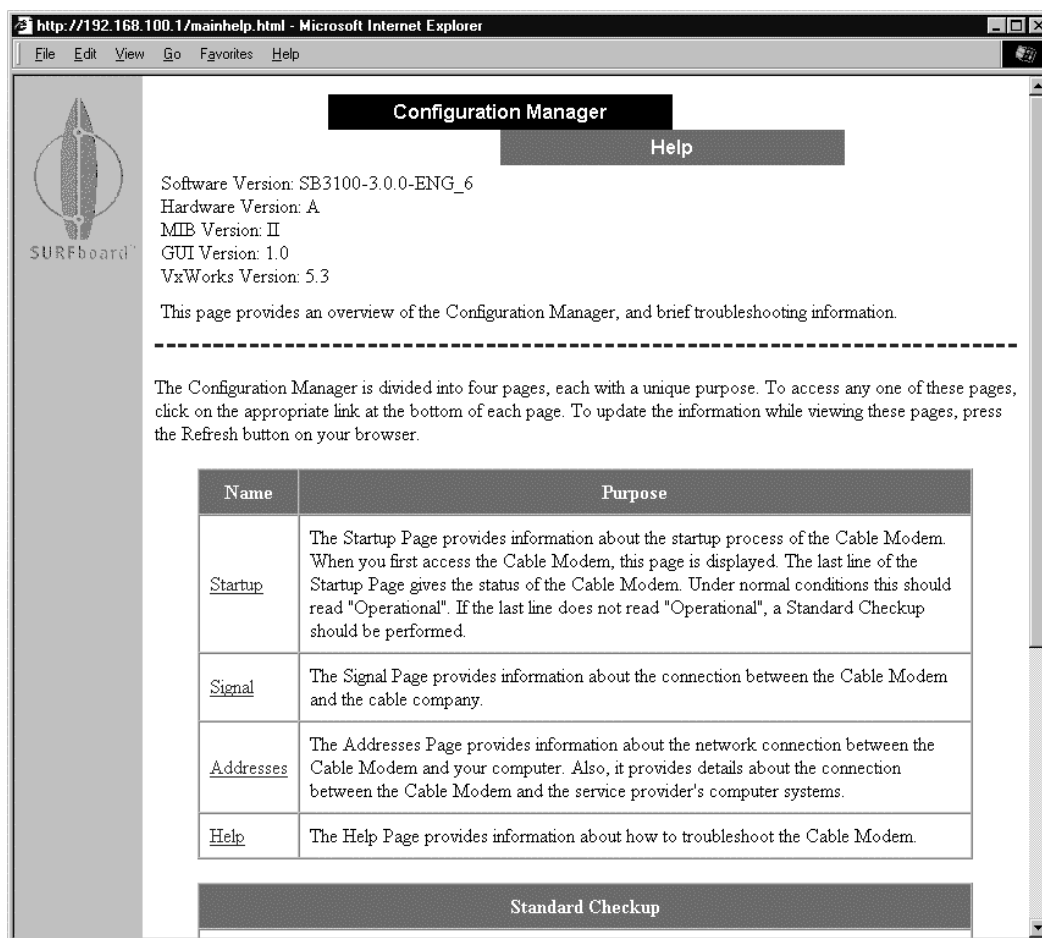 http://192.168.100.1/mainhelp.html - Microsoft Internet Explorer
File Edit View Go Favorites Help
SURFboard™
Configuration Manager
Help
Software Version: SB3100-3.0.0-ENG_6
Hardware Version: A
MIB Version: II
GUI Version: 1.0
VxWorks Version: 5.3
This page provides an overview of the Configuration Manager, and brief troubleshooting information.
The Configuration Manager is divided into four pages, each with a unique purpose. To access any one of these pages,
click on the appropriate link at the bottom of each page. To update the information while viewing these pages, press
the Refresh button on your browser.
Name Purpose
Startup
The Startup Page provides information about the startup process of the Cable Modem.
When you first access the Cable Modem, this page is displayed. The last line of the
Startup Page gives the status of the Cable Modem. Under normal conditions this should
read "Operational". If the last line does not read "Operational", a Standard Checkup
should be performed.
Signal
The Signal Page provides information about the connection between the Cable Modem
and the cable company.
Addresses
The Addresses Page provides information about the network connection between the
Cable Modem and your computer. Also, it provides details about the connection
between the Cable Modem and the service provider's computer systems.
Help
The Help Page provides information about how to troubleshoot the Cable Modem.
Standard Checkup